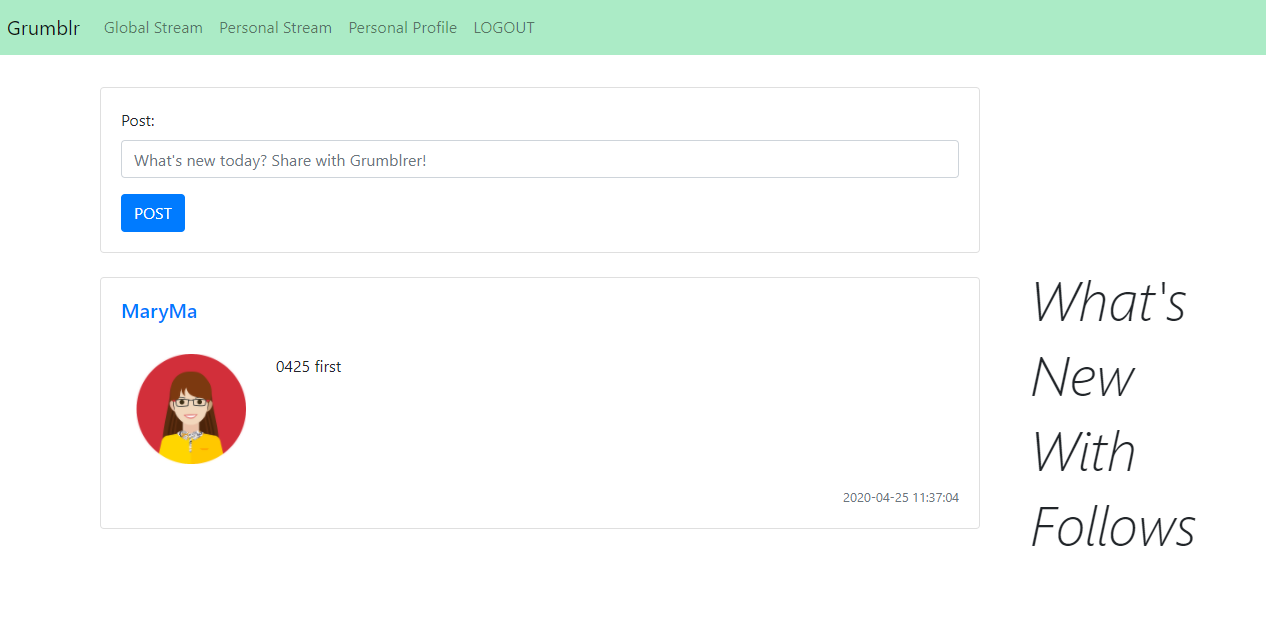 Grumblr Global Stream Personal Stream Personal Profile LOGOUT
Post:
What's new today? Share with Grumblrer!
POST
MaryMa
0425 first
2020-04-25 11:37:04
What's
New
With
Follows